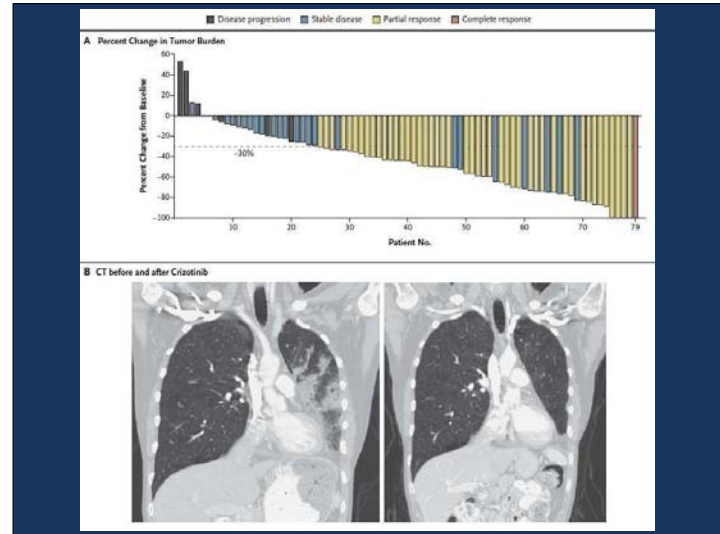 Disease progression Stable disease Partial response Complete response
A Percent Change in Tumor Burden
Percent Change from Baseline
60
40
20
0
-20
-40
-60
-80
-100
-30%
10 20 30 40 50 60 70 79
Patient No.
B CT before and after Crizotinib